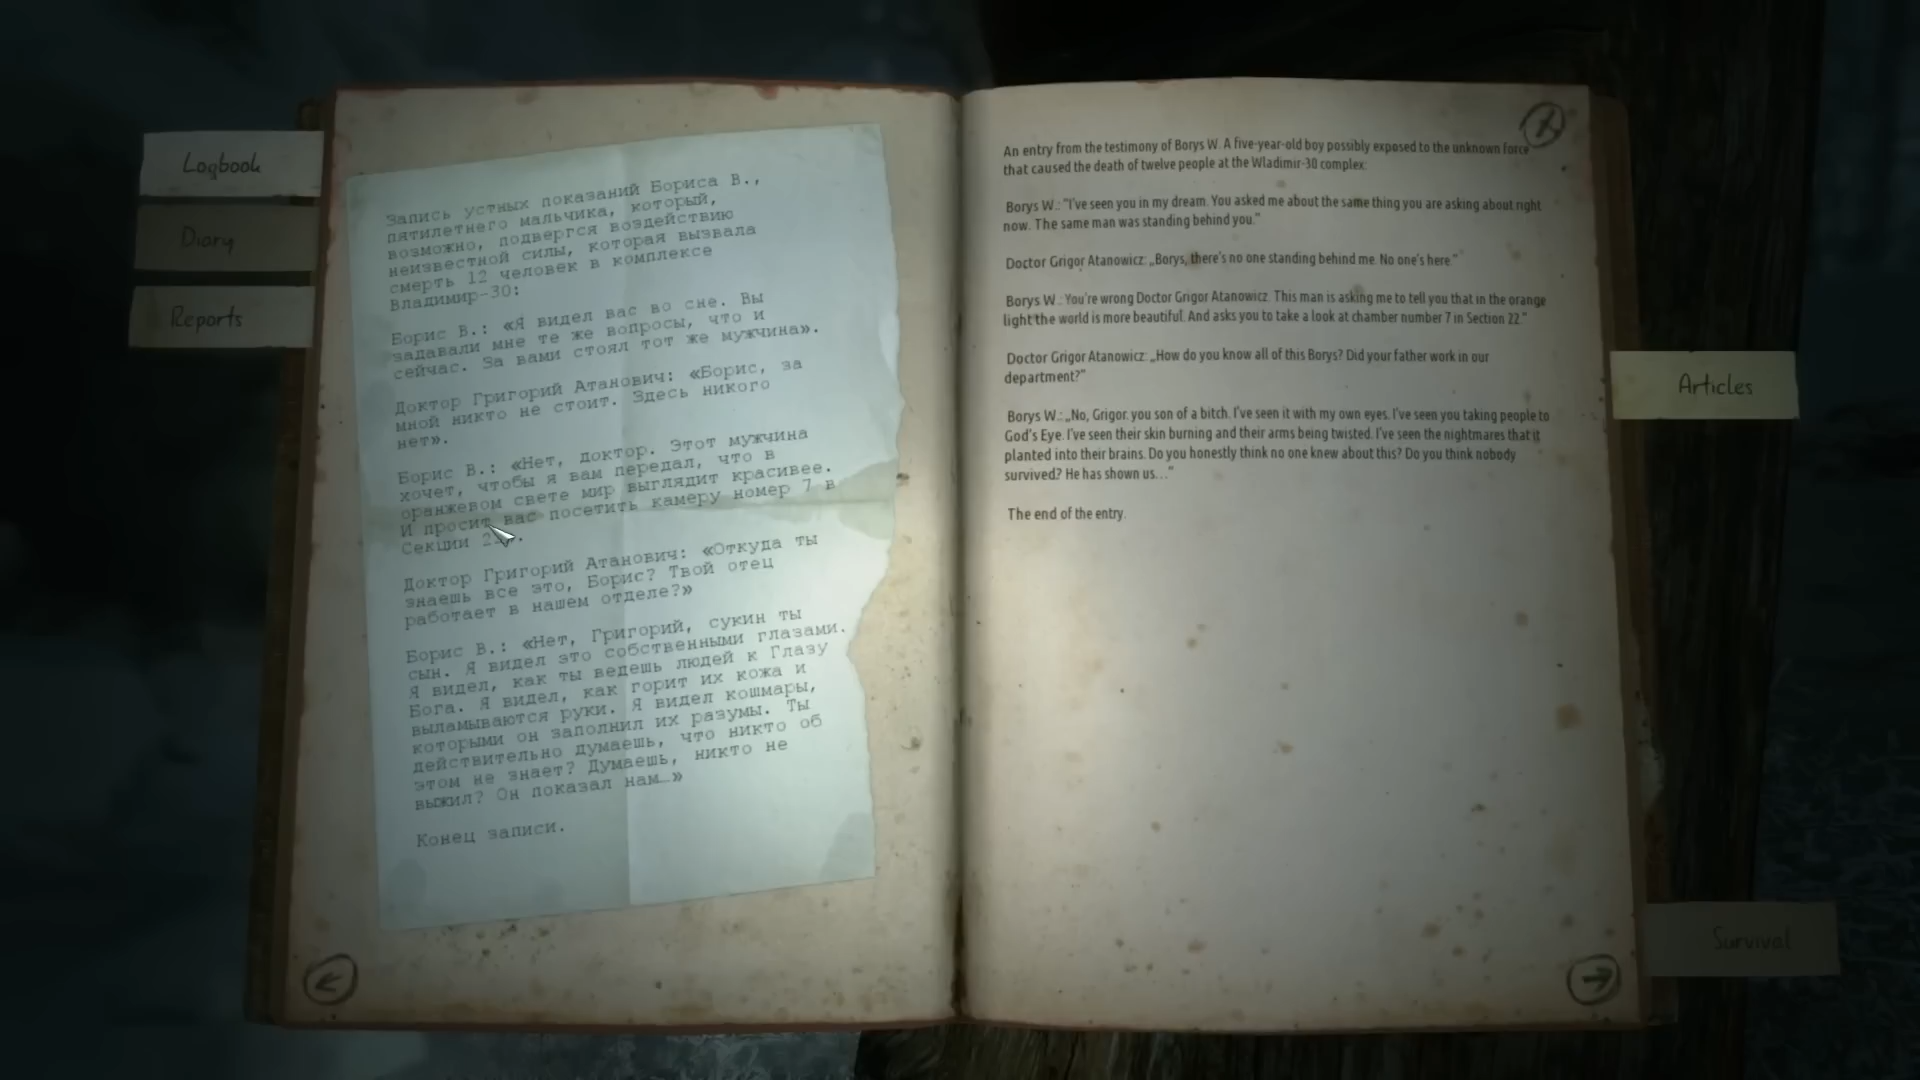 Logbook
Diary
Reports
Запись устных показаний Бориса В.,
пятилетнего мальчика, который,
возможно, подвергся воздействию
неизвестной силы, которая вызвала
смерть 12 человек в комплексе
Владимир-30:
Борис В.: «Я видел вас во сне. Вы
задавали мне те же вопросы, что и
сейчас. За вами стоял тот же мужчина».
Доктор Григорий Атанович: «Борис, за
мной никто не стоит. Здесь никого
нет».
Борис В.: «Нет, доктор. Этот мужчина
хочет, чтобы я вам передал, что в
оранжевом свете мир выглядит красивее.
И просит вас посетить камеру номер 7 в
Секции
Доктор Григорий Атанович: «Откуда ты
знаешь все это, Борис? Твой отец
работает в нашем отделе?»
Борис В.: «Нет, Григорий, сукин ты
сын. Я видел это собственными глазами.
Я видел, как ты ведешь людей к Глазу
Бога. Я видел, как горит их кожа и
выламываются руки. Я видел кошмары,
которыми он заполнил их разумы. Ты
действительно думаешь, что никто об
этом не знает? Думаешь, никто не
выжил? Он показал нам…»
Конец записи.
An entry from the testimony of Borys W. A five-year-old boy possibly exposed to the unknown force
that caused the death of twelve people at the Wladimir-30 complex:
Borys W.: "I've seen you in my dream. You asked me about the same thing you are asking about right
now. The same man was standing behind you."
Doctor Grigor Atanowicz: „Borys, there's no one standing behind me. No one's here."
Borys W.: You're wrong Doctor Grigor Atanowicz. This man is asking me to tell you that in the orange
light the world is more beautiful. And asks you to take a look at chamber number 7 in Section 22."
Doctor Grigor Atanowicz: „How do you know all of this Borys? Did your father work in our
department?"
Borys W.: „No, Grigor, you son of a bitch. I've seen it with my own eyes. I've seen you taking people to
God's Eye. I've seen their skin burning and their arms being twisted. I've seen the nightmares that it
planted into their brains. Do you honestly think no one knew about this? Do you think nobody
survived? He has shown us…"
The end of the entry.
Articles
Survival